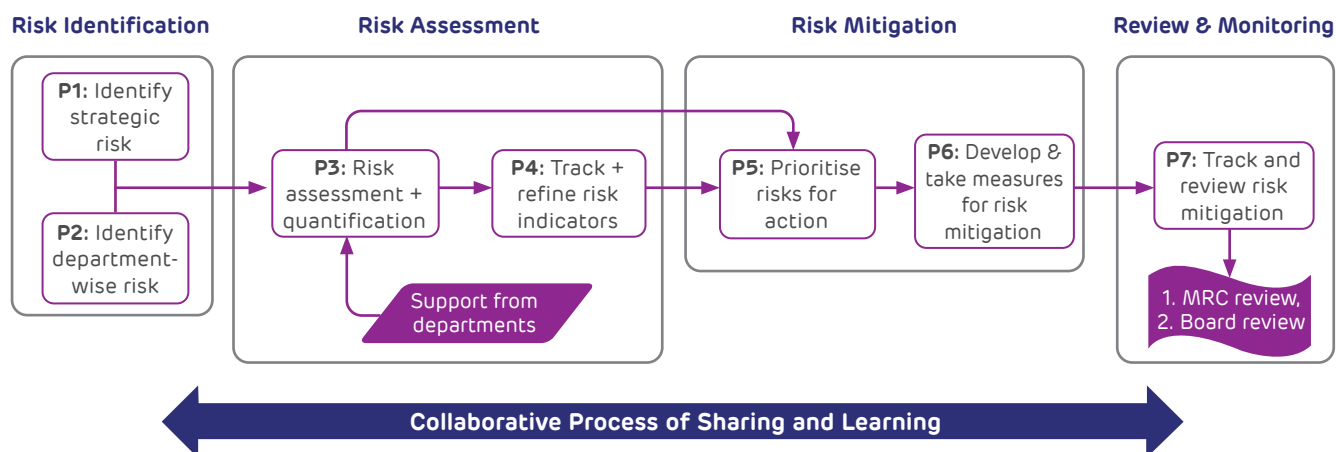 Risk Identification
Risk Assessment
Risk Mitigation
Review & Monitoring
P1: Identify
strategic
risk
P2: Identify
department-
wise risk
P3: Risk
assessment +
quantification
P4: Track +
refine risk
indicators
Support from
departments
P5: Prioritise
risks for
action
P6: Develop &
take measures
for risk
mitigation
P7: Track and
review risk
mitigation
1. MRC review,
2. Board review
Collaborative Process of Sharing and Learning